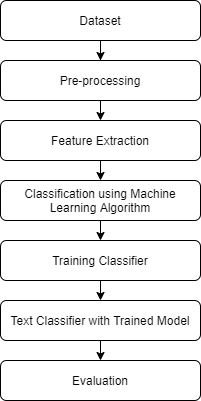 Dataset
Pre-processing
Feature Extraction
Classification using Machine
Learning Algorithm
Training Classifier
Text Classifier with Trained Model
Evaluation